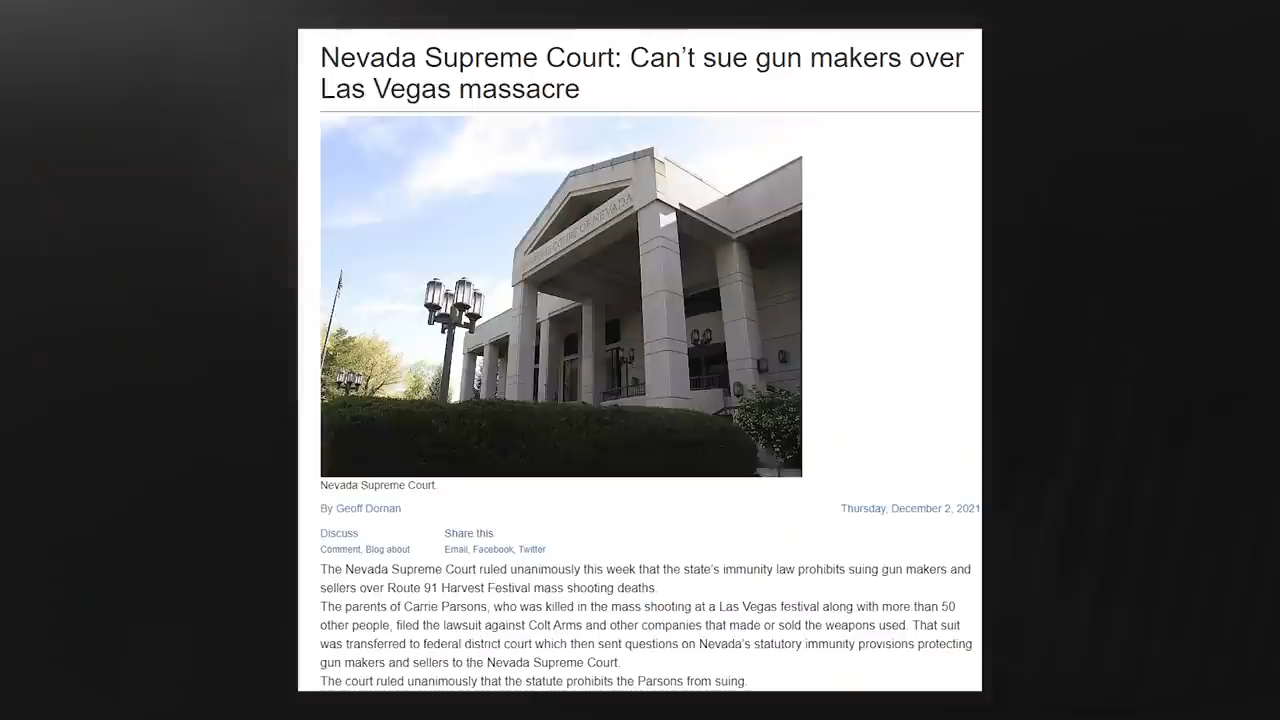 Nevada Supreme Court: Can't sue gun makers over
Las Vegas massacre
SUPREME COURT OF NEVADA
Nevada Supreme Court.
By Geoff Dornan
Thursday, December 2, 2021
Discuss
Share this
Comment, Blog about
Email, Facebook, Twitter
The Nevada Supreme Court ruled unanimously this week that the state's immunity law prohibits suing gun makers and
sellers over Route 91 Harvest Festival mass shooting deaths.
The parents of Carrie Parsons, who was killed in the mass shooting at a Las Vegas festival along with more than 50
other people, filed the lawsuit against Colt Arms and other companies that made or sold the weapons used. That suit
was transferred to federal district court which then sent questions on Nevada's statutory immunity provisions protecting
gun makers and sellers to the Nevada Supreme Court.
The court ruled unanimously that the statute prohibits the Parsons from suing.